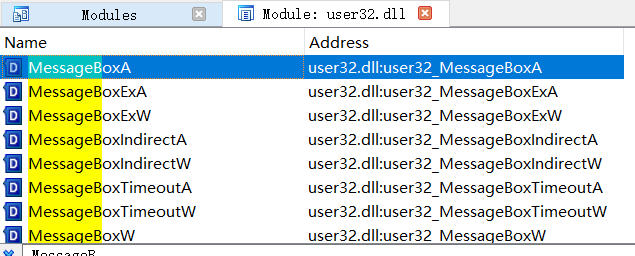 Modules Module: user32.dll
Name Address
D MessageBoxA user32.dll:user32_MessageBoxA
D MessageBoxExA user32.dll:user32_MessageBoxExA
D MessageBoxExW user32.dll:user32_MessageBoxExW
D MessageBoxIndirectA user32.dll:user32_MessageBoxIndirectA
D MessageBoxIndirectW user32.dll:user32_MessageBoxIndirectW
D MessageBoxTimeoutA user32.dll:user32_MessageBoxTimeoutA
D MessageBoxTimeoutW user32.dll:user32_MessageBoxTimeoutW
D MessageBoxW user32.dll:user32_MessageBoxW
MessageB